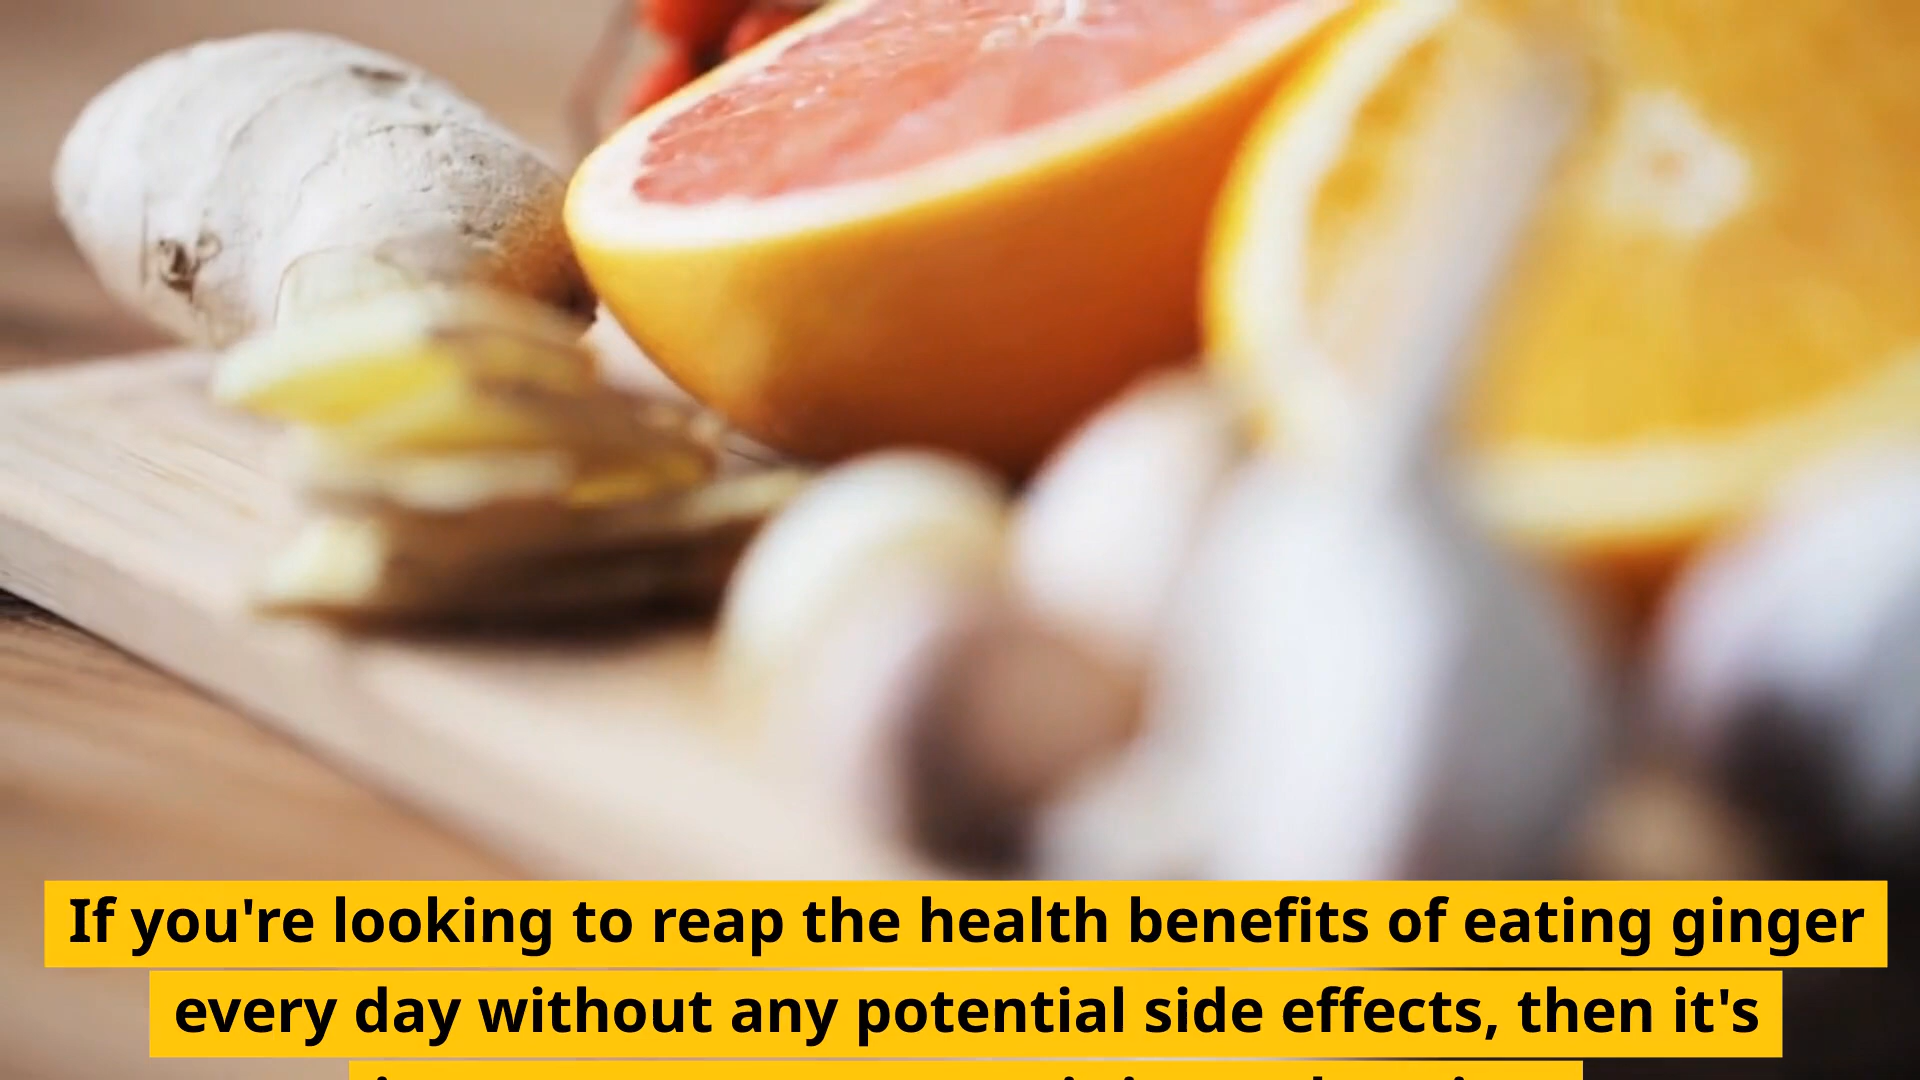 If you're looking to reap the health benefits of eating ginger
every day without any potential side effects, then it's